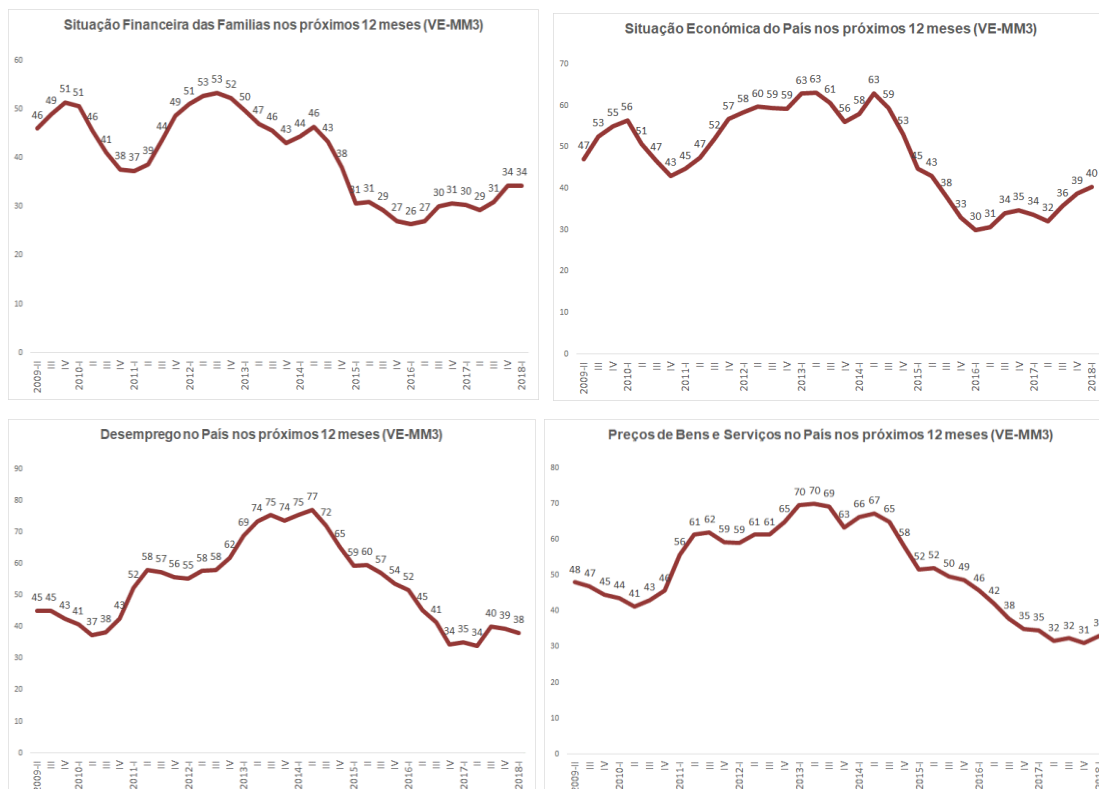 Situação Financeira das Familias nos próximos 12 meses (VE-MM3)
60
50
40
30
20
10
0
46 49 51 51 46 41 38 37 39 44 49 51 53 53 52 50 47 46 43 44 46 43 38 31 31 29 27 26 27 30 31 30 29 31 34 34
2009-II III IV 2010-I II III IV 2011-I II III IV 2012-I II III IV 2013-I II III IV 2014-I II III IV 2015-I II III IV 2016-I II III IV 2017-I II III IV 2018-I
Situação Económica do País nos próximos 12 meses (VE-MM3)
70
60
50
40
30
20
10
0
47 53 55 56 51 47 43 45 47 52 57 58 60 59 59 63 63 61 56 58 63 59 53 45 43 38 33 30 31 34 35 34 32 36 39 40
2009-II III IV 2010-I II III IV 2011-I II III IV 2012-I II III IV 2013-I II III IV 2014-I II III IV 2015-I II III IV 2016-I II III IV 2017-I II III IV 2018-I
Desemprego no País nos próximos 12 meses (VE-MM3)
90
80
70
60
50
40
30
20
10
0
45 45 43 41 37 38 43 52 58 57 56 55 58 58 62 69 74 75 74 75 77 72 65 59 60 57 54 52 45 41 34 35 34 40 39 38
2009-II III IV 2010-I II III IV 2011-I II III IV 2012-I II III IV 2013-I II III IV 2014-I II III IV 2015-I II III IV 2016-I II III IV 2017-I II III IV 2018-I
Preços de Bens e Serviços no País nos próximos 12 meses (VE-MM3)
80
70
60
50
40
30
20
10
0
48 47 45 44 41 43 46 56 61 62 59 59 61 61 65 70 70 69 63 66 67 65 58 52 52 50 49 46 42 38 35 35 32 32 31
2009-II III IV 2010-I II III IV 2011-I II III IV 2012-I II III IV 2013-I II III IV 2014-I II III IV 2015-I II III IV 2016-I II III IV 2017-I II III IV